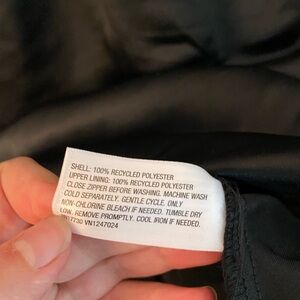 SHELL: 100% RECYCLED POLYESTER
UPPER LINING: 100% RECYCLED POLYESTER
CLOSE ZIPPER BEFORE WASHING. MACHINE WASH
COLD SEPARATELY. GENTLE CYCLE. ONLY
NON-CHLORINE BLEACH IF NEEDED. TUMBLE DRY
LOW. REMOVE PROMPTLY. COOL IRON IF NEEDED.
VN1247024